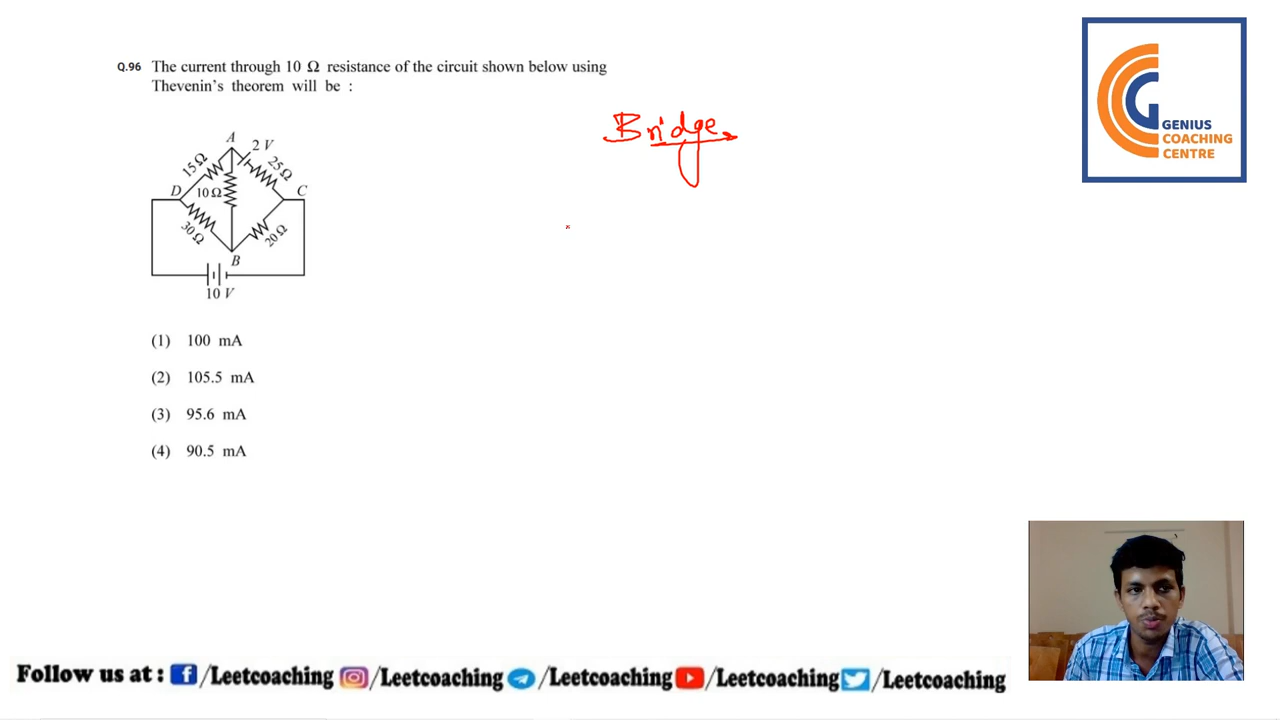 Q.96 The current through 10 Ω resistance of the circuit shown below using
Thevenin's theorem will be :
Bridge
A
2 V
15Ω
25Ω
D
10Ω
C
30Ω
20Ω
B
10 V
(1) 100 mA
(2) 105.5 mA
(3) 95.6 mA
(4) 90.5 mA
GENIUS
COACHING
CENTRE
Follow us at : /Leetcoaching /Leetcoaching /Leetcoaching /Leetcoaching /Leetcoaching